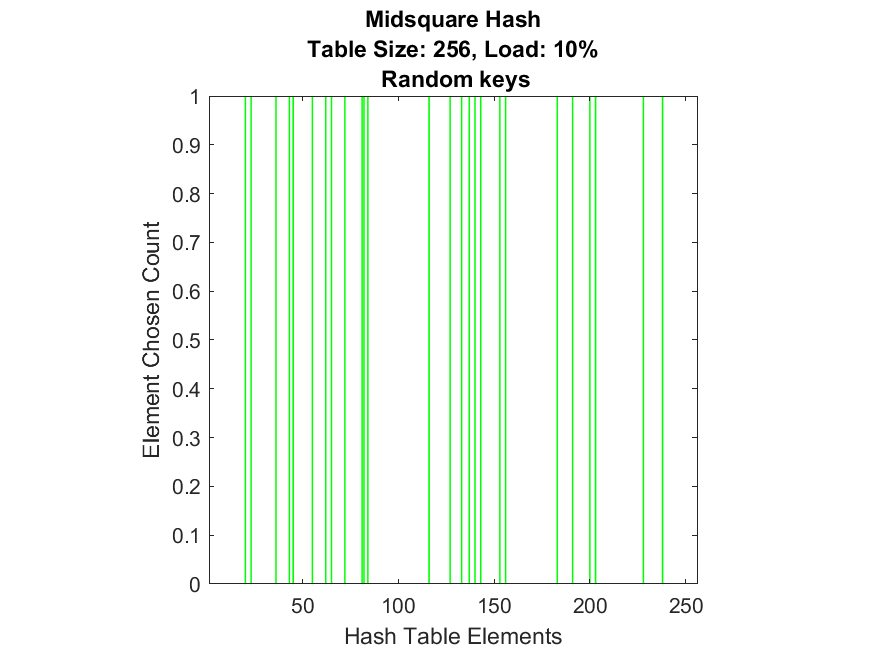 Midsquare Hash
Table Size: 256, Load: 10%
Random keys
1
0.9
0.8
0.7
0.6
0.5
0.4
0.3
0.2
0.1
0
Element Chosen Count
50 100 150 200 250
Hash Table Elements